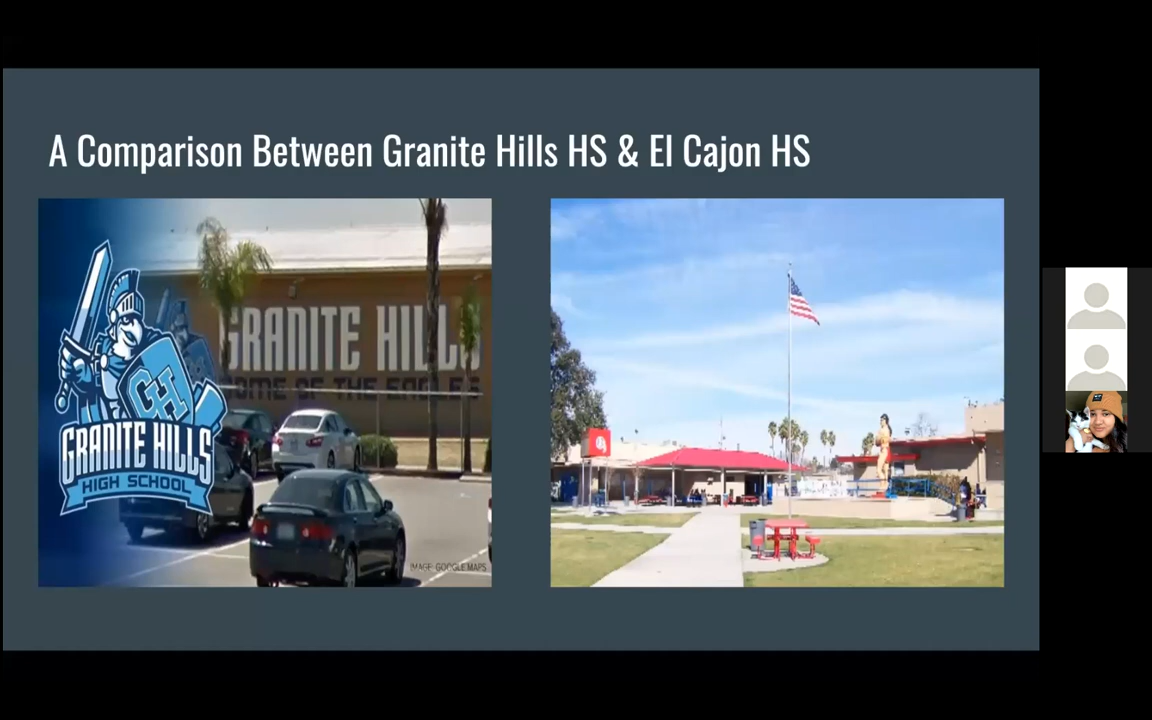 A Comparison Between Granite Hills HS & El Cajon HS
GRANITE HILLS
HOME OF THE EAGLES
GH
GRANITE HILLS
HIGH SCHOOL
IMAGE: GOOGLE MAPS